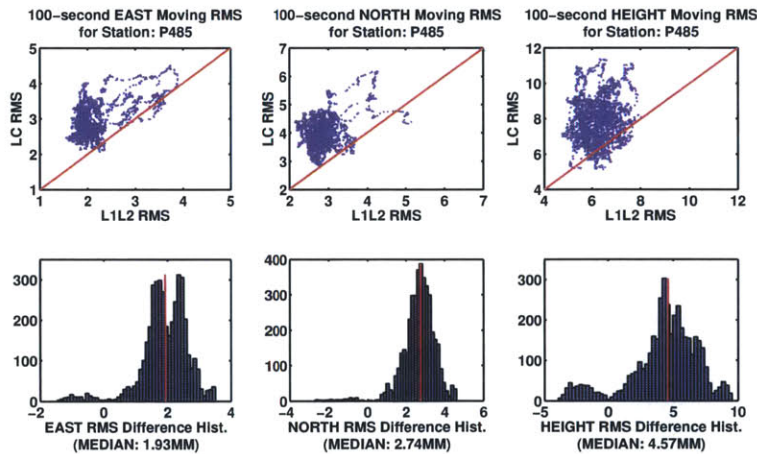 100-second EAST Moving RMS
for Station: P485
5
4
3
2
1
LC RMS
1 2 3 4 5
L1L2 RMS
100-second NORTH Moving RMS
for Station: P485
7
6
5
4
3
2
2 3 4 5 6 7
L1L2 RMS
100-second HEIGHT Moving RMS
for Station: P485
12
10
8
6
4
LC RMS
4 6 8 10 12
L1L2 RMS
300
200
100
0
−2 0 2 4
EAST RMS Difference Hist.
(MEDIAN: 1.93MM)
400
300
200
100
0
−4 −2 0 2 4 6
NORTH RMS Difference Hist.
(MEDIAN: 2.74MM)
300
200
100
0
−5 0 5 10
HEIGHT RMS Difference Hist.
(MEDIAN: 4.57MM)